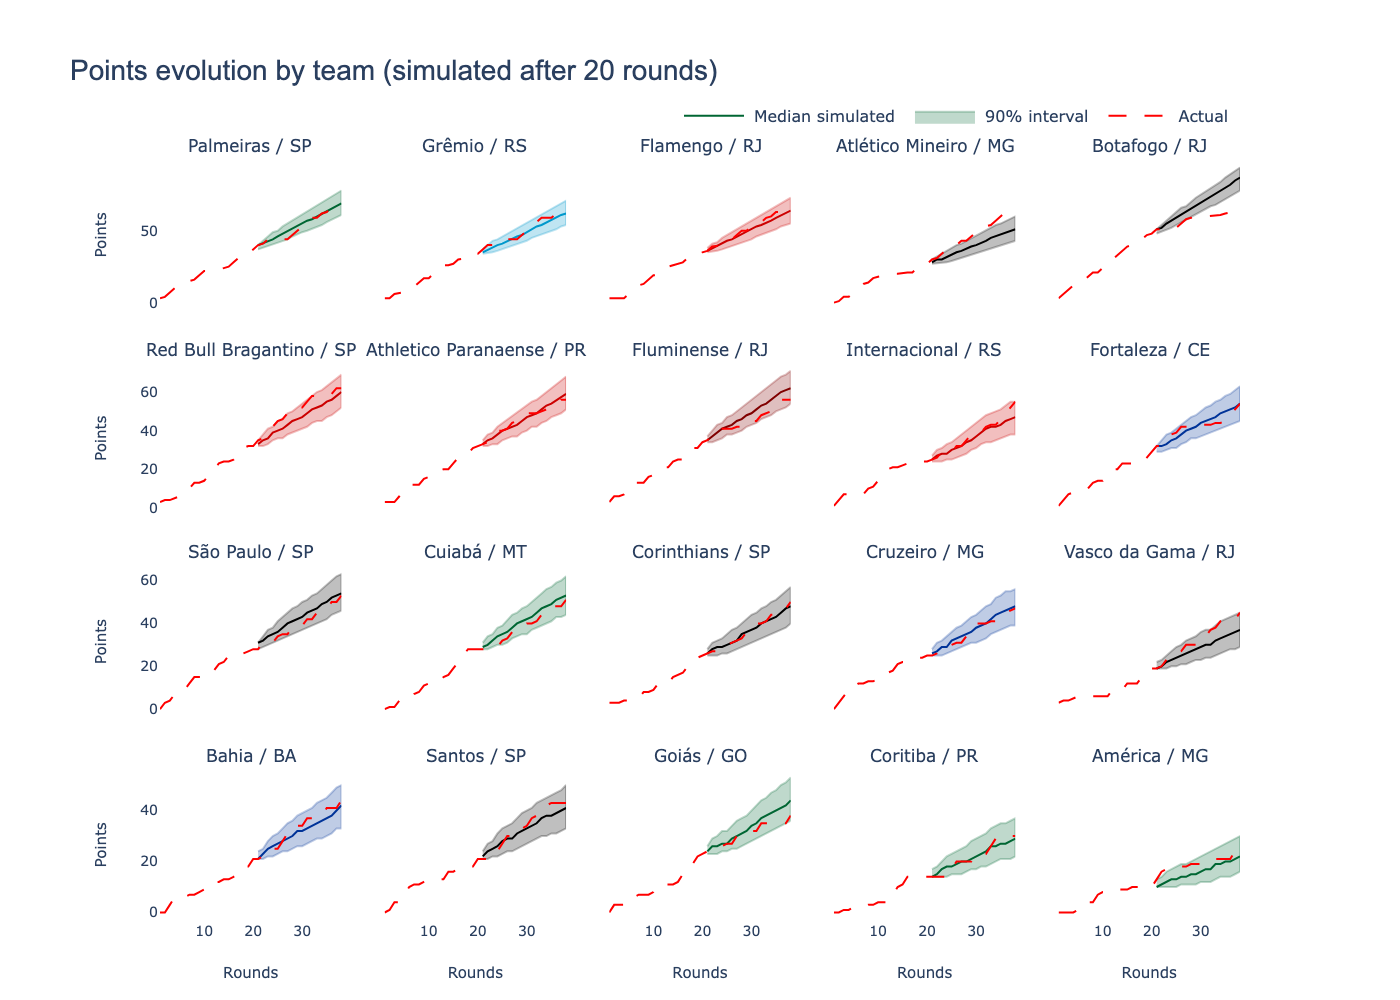 Points evolution by team (simulated after 20 rounds)
Median simulated 90% interval Actual
Palmeiras / SP Grêmio / RS Flamengo / RJ Atlético Mineiro / MG Botafogo / RJ
Points
50
0
Red Bull Bragantino / SP Athletico Paranaense / PR Fluminense / RJ Internacional / RS Fortaleza / CE
Points
60
40
20
0
São Paulo / SP Cuiabá / MT Corinthians / SP Cruzeiro / MG Vasco da Gama / RJ
Points
60
40
20
0
Bahia / BA Santos / SP Goiás / GO Coritiba / PR América / MG
Points
40
20
0
10 20 30 10 20 30 10 20 30 10 20 30 10 20 30
Rounds Rounds Rounds Rounds Rounds